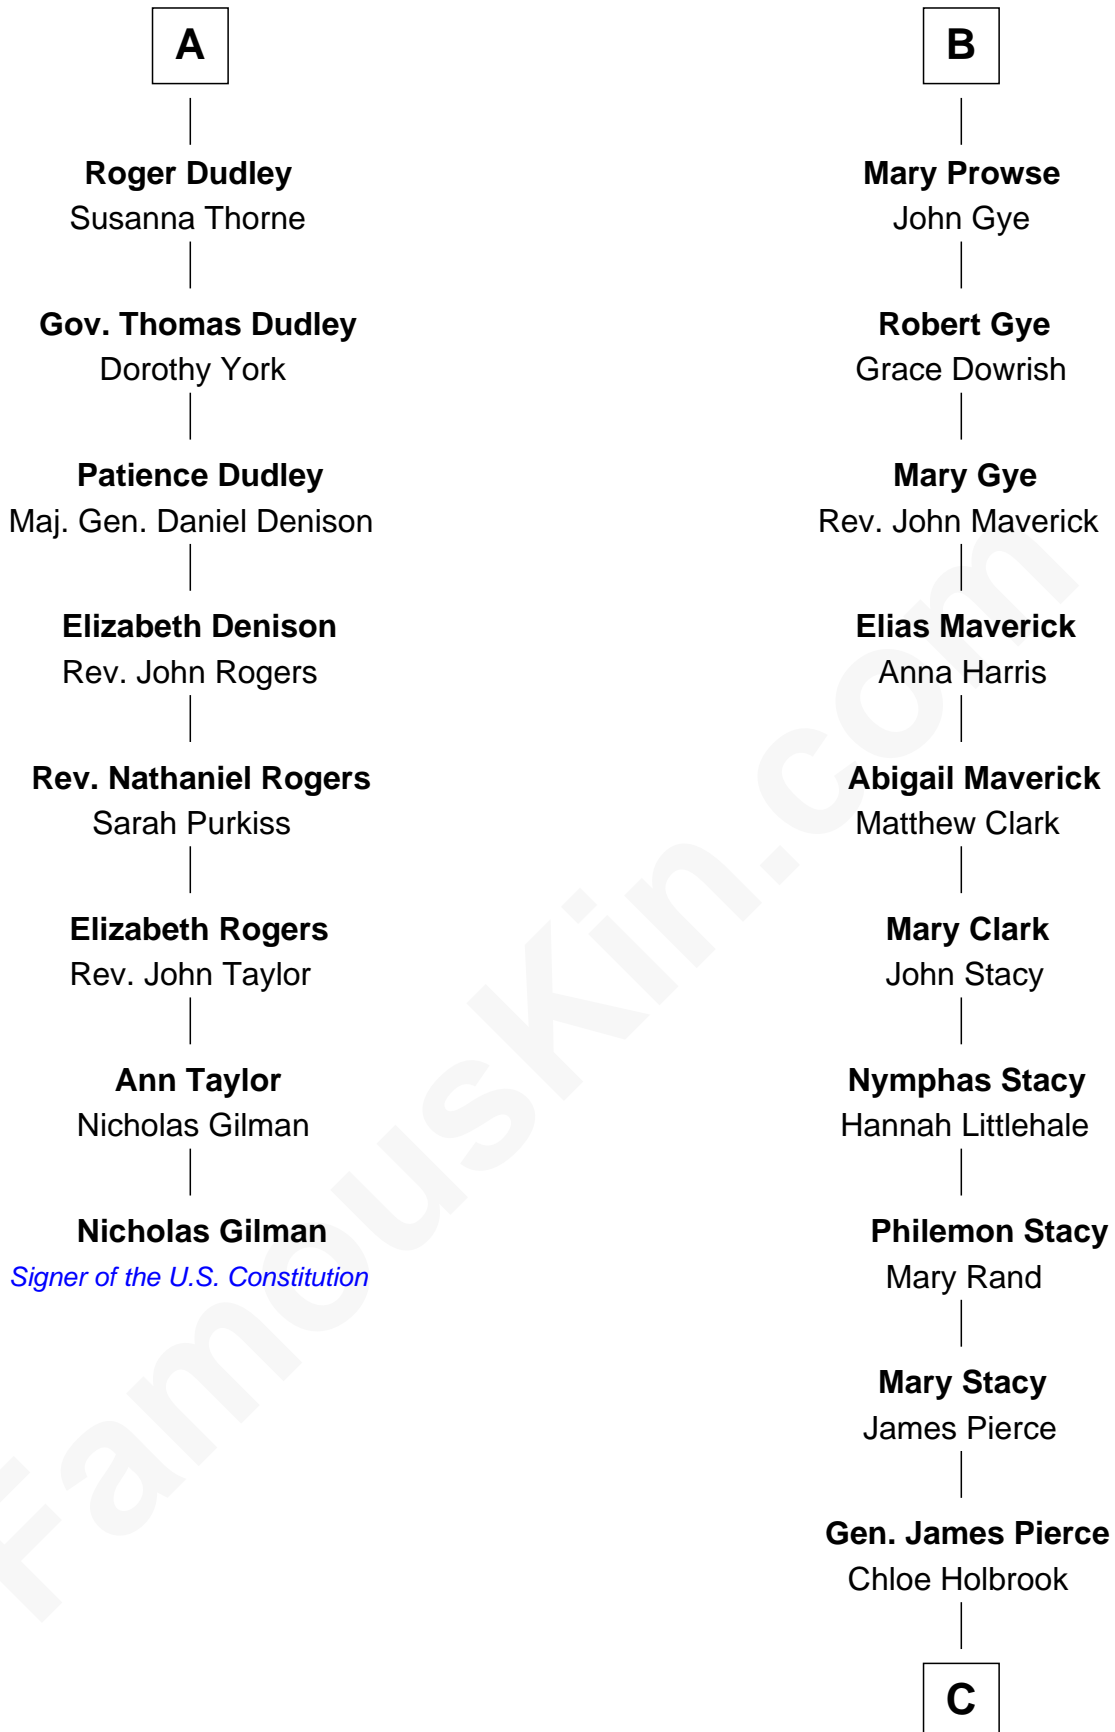 A
Roger Dudley
Susanna Thorne
Gov. Thomas Dudley
Dorothy York
Patience Dudley
Maj. Gen. Daniel Denison
Elizabeth Denison
Rev. John Rogers
Rev. Nathaniel Rogers
Sarah Purkiss
Elizabeth Rogers
Rev. John Taylor
Ann Taylor
Nicholas Gilman
Nicholas Gilman
Signer of the U.S. Constitution
B
Mary Prowse
John Gye
Robert Gye
Grace Dowrish
Mary Gye
Rev. John Maverick
Elias Maverick
Anna Harris
Abigail Maverick
Matthew Clark
Mary Clark
John Stacy
Nymphas Stacy
Hannah Littlehale
Philemon Stacy
Mary Rand
Mary Stacy
James Pierce
Gen. James Pierce
Chloe Holbrook
C
FamousKin.com